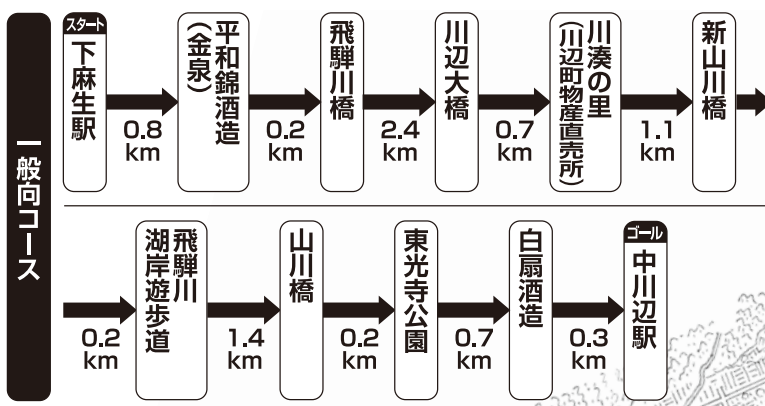 一般向コース
スタート
下麻生駅
0.8
km
平和錦酒造
(金泉)
0.2
km
飛騨川橋
2.4
km
川辺大橋
0.7
km
川湊の里
(川辺町物産直売所)
1.1
km
新山川橋
0.2
km
飛騨川
湖岸遊歩道
1.4
km
山川橋
0.2
km
東光寺公園
0.7
km
白扇酒造
0.3
km
ゴール
中川辺駅